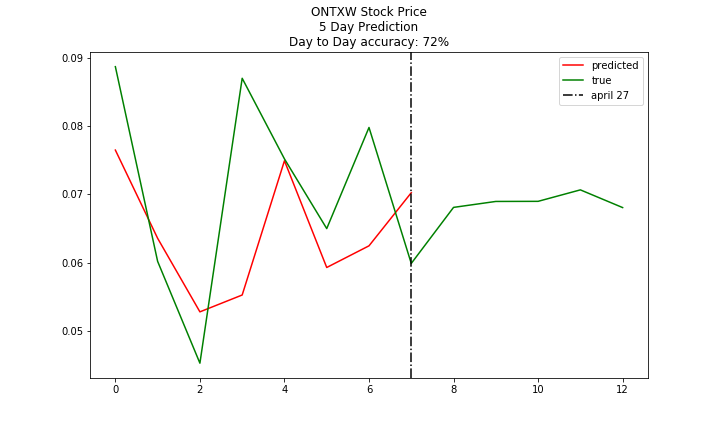 ONTXW Stock Price
5 Day Prediction
Day to Day accuracy: 72%
predicted
true
april 27
0.09
0.08
0.07
0.06
0.05
0 2 4 6 8 10 12